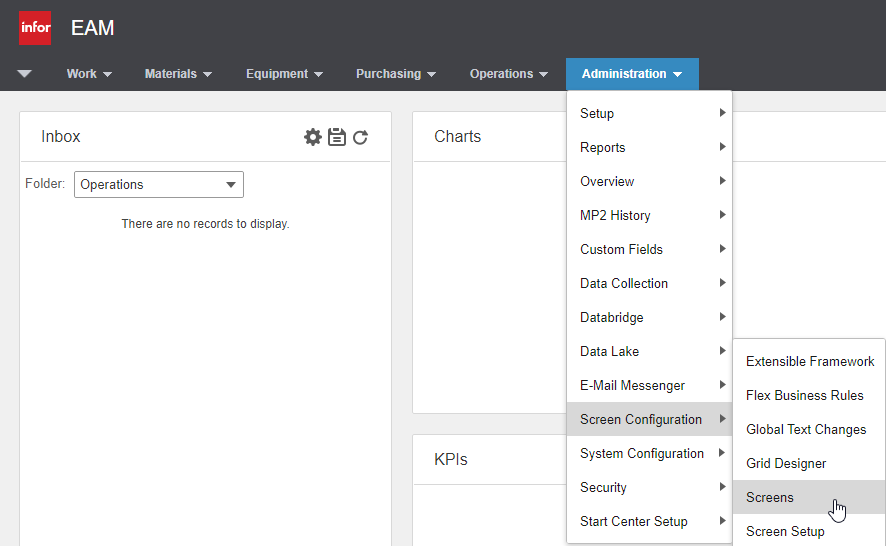 infor
EAM
Work
Materials
Equipment
Purchasing
Operations
Administration
Inbox
Folder:
Operations
There are no records to display.
Charts
KPIs
Setup
Reports
Overview
MP2 History
Custom Fields
Data Collection
Databridge
Data Lake
E-Mail Messenger
Screen Configuration
System Configuration
Security
Start Center Setup
Extensible Framework
Flex Business Rules
Global Text Changes
Grid Designer
Screens
Screen Setup